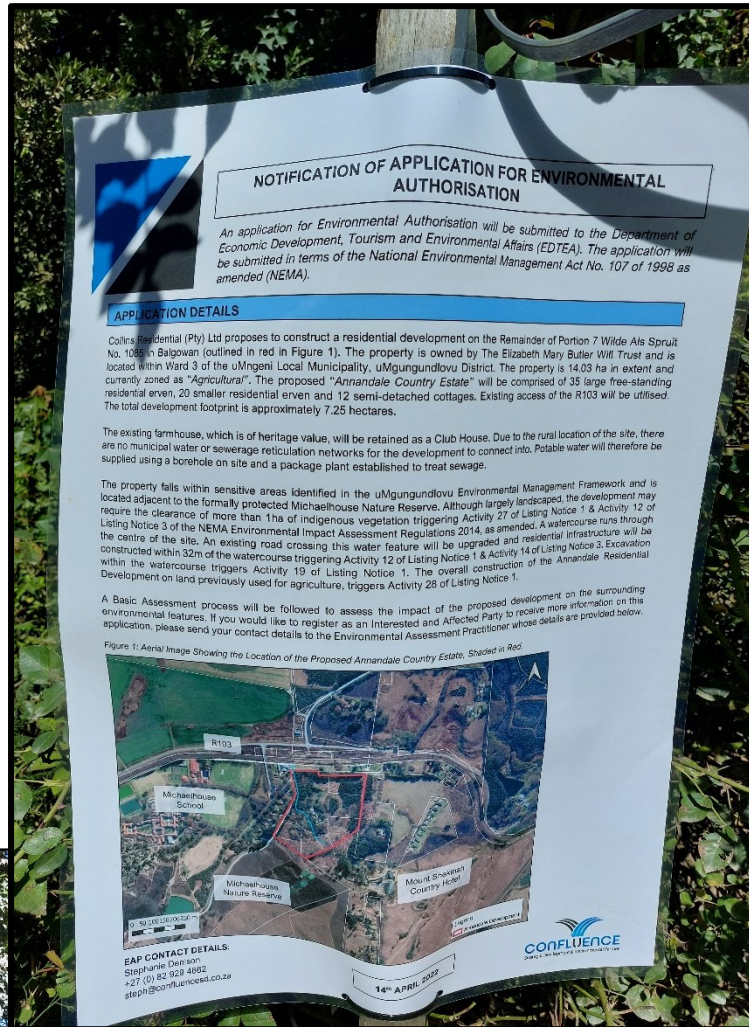 NOTIFICATION OF APPLICATION FOR ENVIRONMENTAL
AUTHORISATION
An application for Environmental Authorisation will be submitted to the Department of
Economic Development, Tourism and Environmental Affairs (EDTEA). The application will
be submitted in terms of the National Environmental Management Act No. 107 of 1998 as
amended (NEMA).
APPLICATION DETAILS
Collins Residential (Pty) Ltd proposes to construct a residential development on the Remainder of Portion 7 Wilde Als Spruit
No. 1085 in Balgowan (outlined in red in Figure 1). The property is owned by The Elizabeth Mary Butler Will Trust and is
located within Ward 3 of the uMngeni Local Municipality, uMgungundlovu District. The property is 14.03 ha in extent and
currently zoned as "Agricultural". The proposed "Annandale Country Estate" will be comprised of 35 large free-standing
residential erven, 20 smaller residential erven and 12 semi-detached cottages. Existing access of the R103 will be utilised.
The total development footprint is approximately 7.25 hectares.
The existing farmhouse, which is of heritage value, will be retained as a Club House. Due to the rural location of the site, there
are no municipal water or sewerage reticulation networks for the development to connect into. Potable water will therefore be
supplied using a borehole on site and a package plant established to treat sewage.
The property falls within sensitive areas identified in the uMgungundlovu Environmental Management Framework and is
located adjacent to the formally protected Michaelhouse Nature Reserve. Although largely landscaped, the development may
require the clearance of more than 1ha of indigenous vegetation triggering Activity 27 of Listing Notice 1 & Activity 12 of
Listing Notice 3 of the NEMA Environmental Impact Assessment Regulations 2014, as amended. A watercourse runs through
the centre of the site. An existing road crossing this water feature will be upgraded and residential infrastructure will be
constructed within 32m of the watercourse triggering Activity 12 of Listing Notice 1 & Activity 14 of Listing Notice 3. Excavation
within the watercourse triggers Activity 19 of Listing Notice 1. The overall construction of the Annandale Residential
Development on land previously used for agriculture, triggers Activity 28 of Listing Notice 1.
A Basic Assessment process will be followed to assess the impact of the proposed development on the surrounding
environmental features. If you would like to register as an Interested and Affected Party to receive more information on this
application, please send your contact details to the Environmental Assessment Practitioner whose details are provided below.
Figure 1: Aerial Image Showing the Location of the Proposed Annandale Country Estate, Shaded in Red.
R103
Michaelhouse
School
Michaelhouse
Nature Reserve
Mount Shekinah
Country Hotel
Legend
Annandale Development
EAP CONTACT DETAILS:
Stephanie Denison
+27 (0) 82 929 4662
steph@confluencesd.co.za
14th APRIL 2022
CONFLUENCE